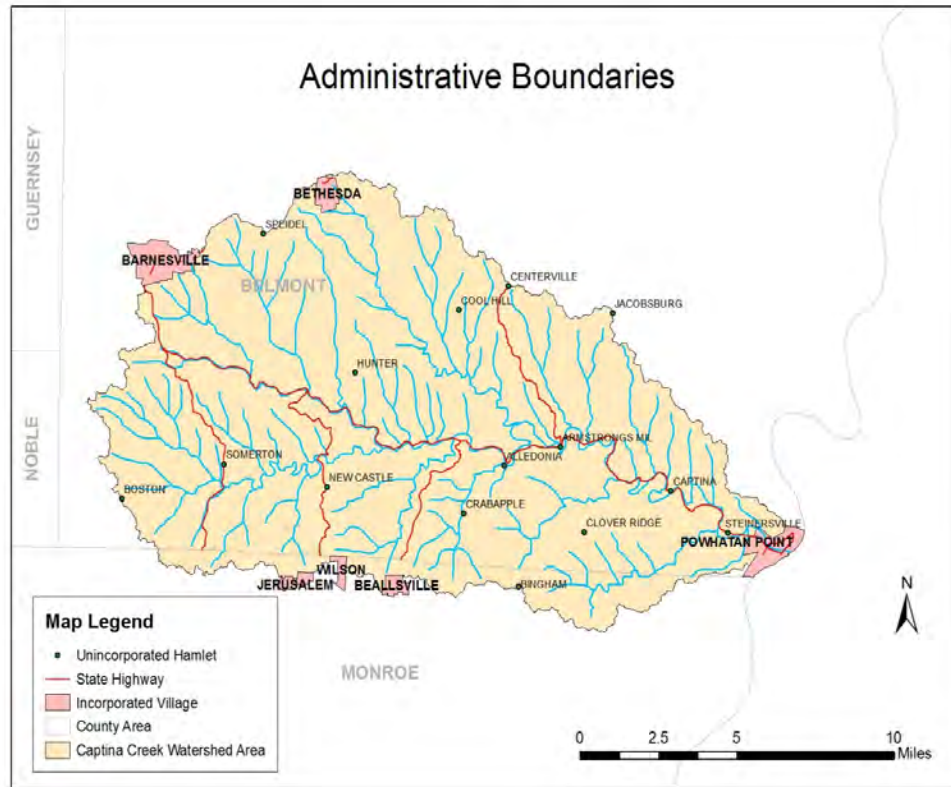 Administrative Boundaries
GUERNSEY
BETHESDA
SPEIDEL
BARNESVILLE
BELMONT
CENTERVILLE
COOL HILL
JACOBSBURG
HUNTER
NOBLE
ARMSTRONGS MIL
SOMERTON
VILLEDONIA
NEW CASTLE
CAPTINA
BOSTON
CRABAPPLE
CLOVER RIDGE
STEINERSVILLE
POWHATAN POINT
WILSON
JERUSALEM
BEALLSVILLE
BINGHAM
N
Map Legend
Unincorporated Hamlet
State Highway
Incorporated Village
County Area
Captina Creek Watershed Area
MONROE
0 2.5 5 10
Miles